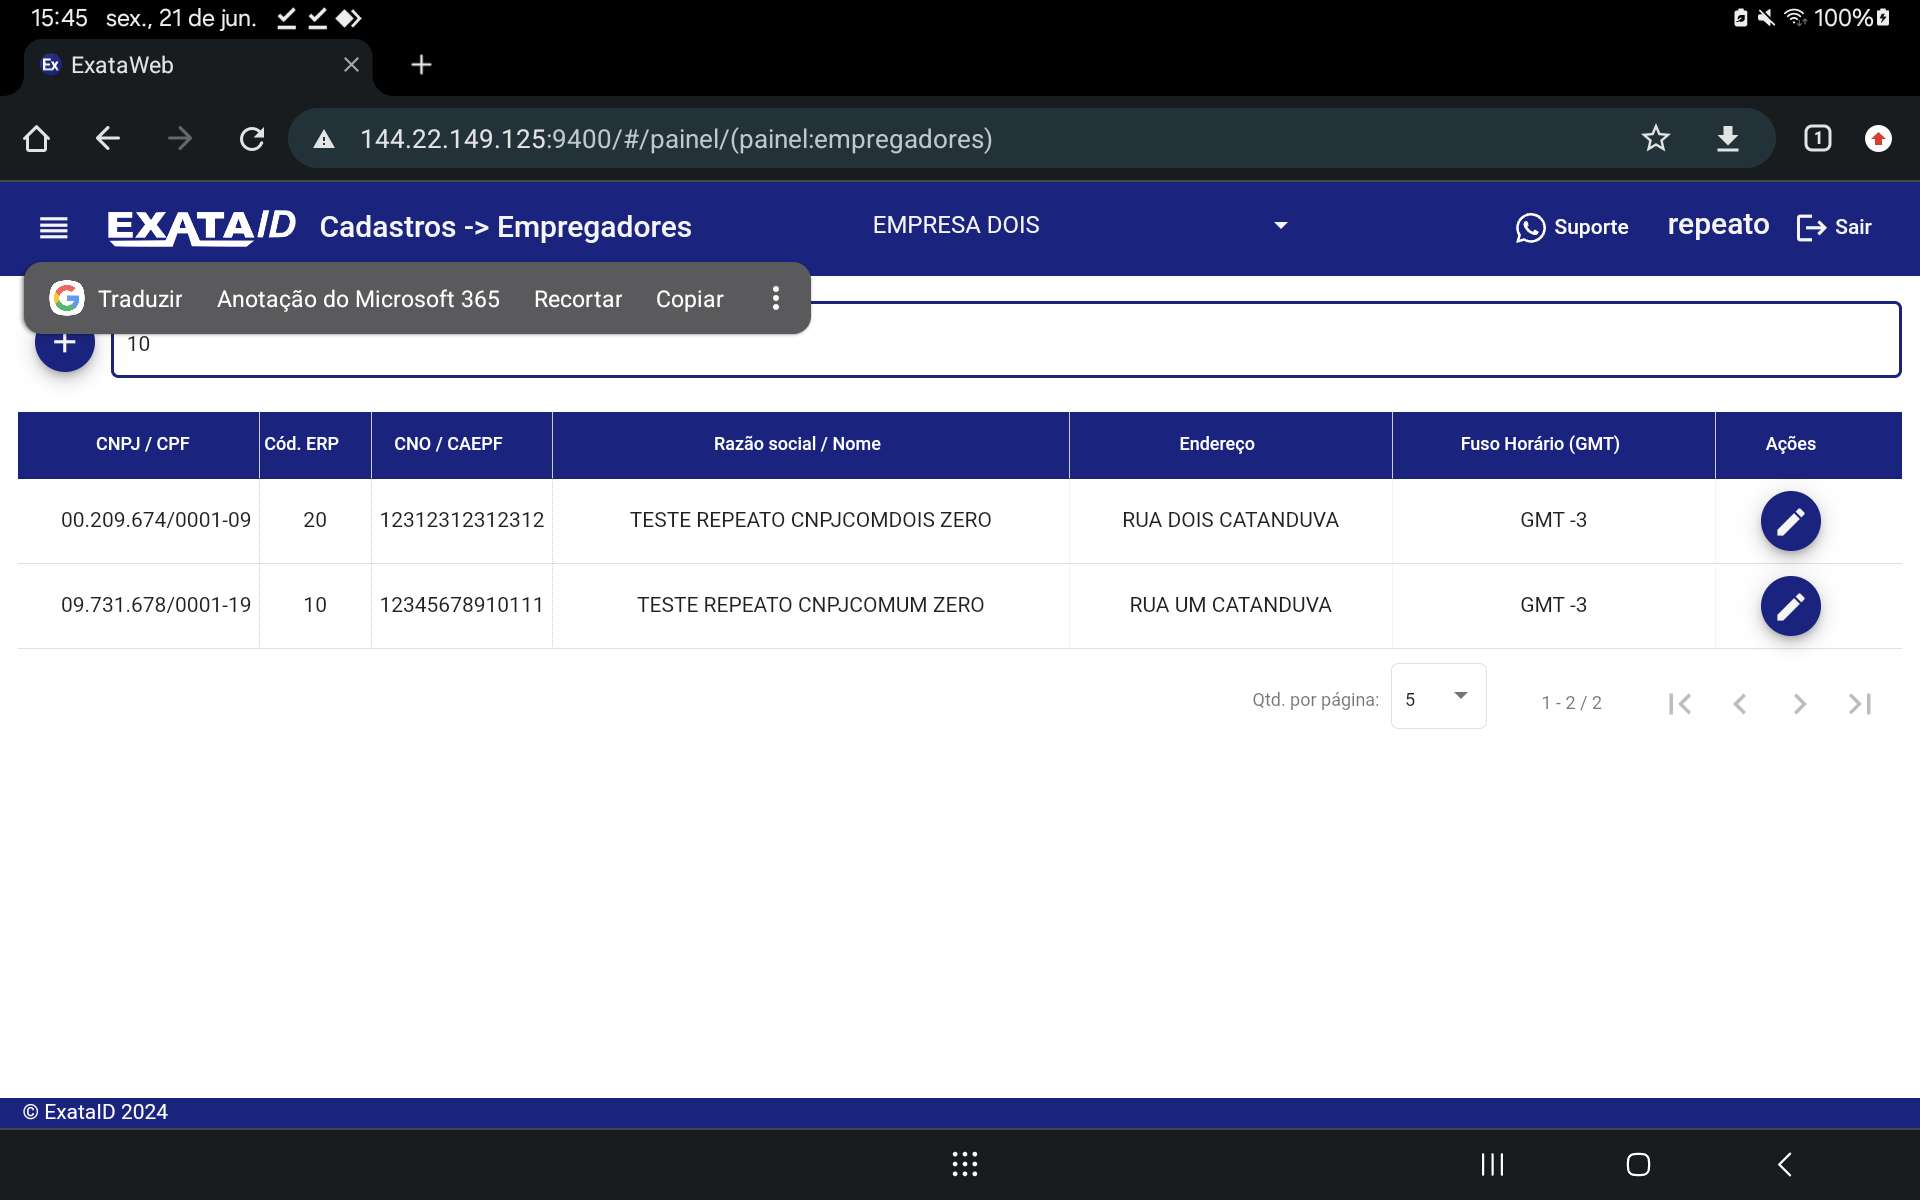 15:45 sex., 21 de jun. 100%
Ex ExataWeb
144.22.149.125:9400/#/painel/(painel:empregadores) 1
EXATAID Cadastros -> Empregadores EMPRESA DOIS Suporte repeato Sair
G Traduzir Anotação do Microsoft 365 Recortar Copiar
10
CNPJ / CPF Cód. ERP CNO / CAEPF Razão social / Nome Endereço Fuso Horário (GMT) Ações
00.209.674/0001-09 20 12312312312312 TESTE REPEATO CNPJCOMDOIS ZERO RUA DOIS CATANDUVA GMT -3
09.731.678/0001-19 10 12345678910111 TESTE REPEATO CNPJCOMUM ZERO RUA UM CATANDUVA GMT -3
Qtd. por página: 5 1 - 2 / 2
© ExataID 2024